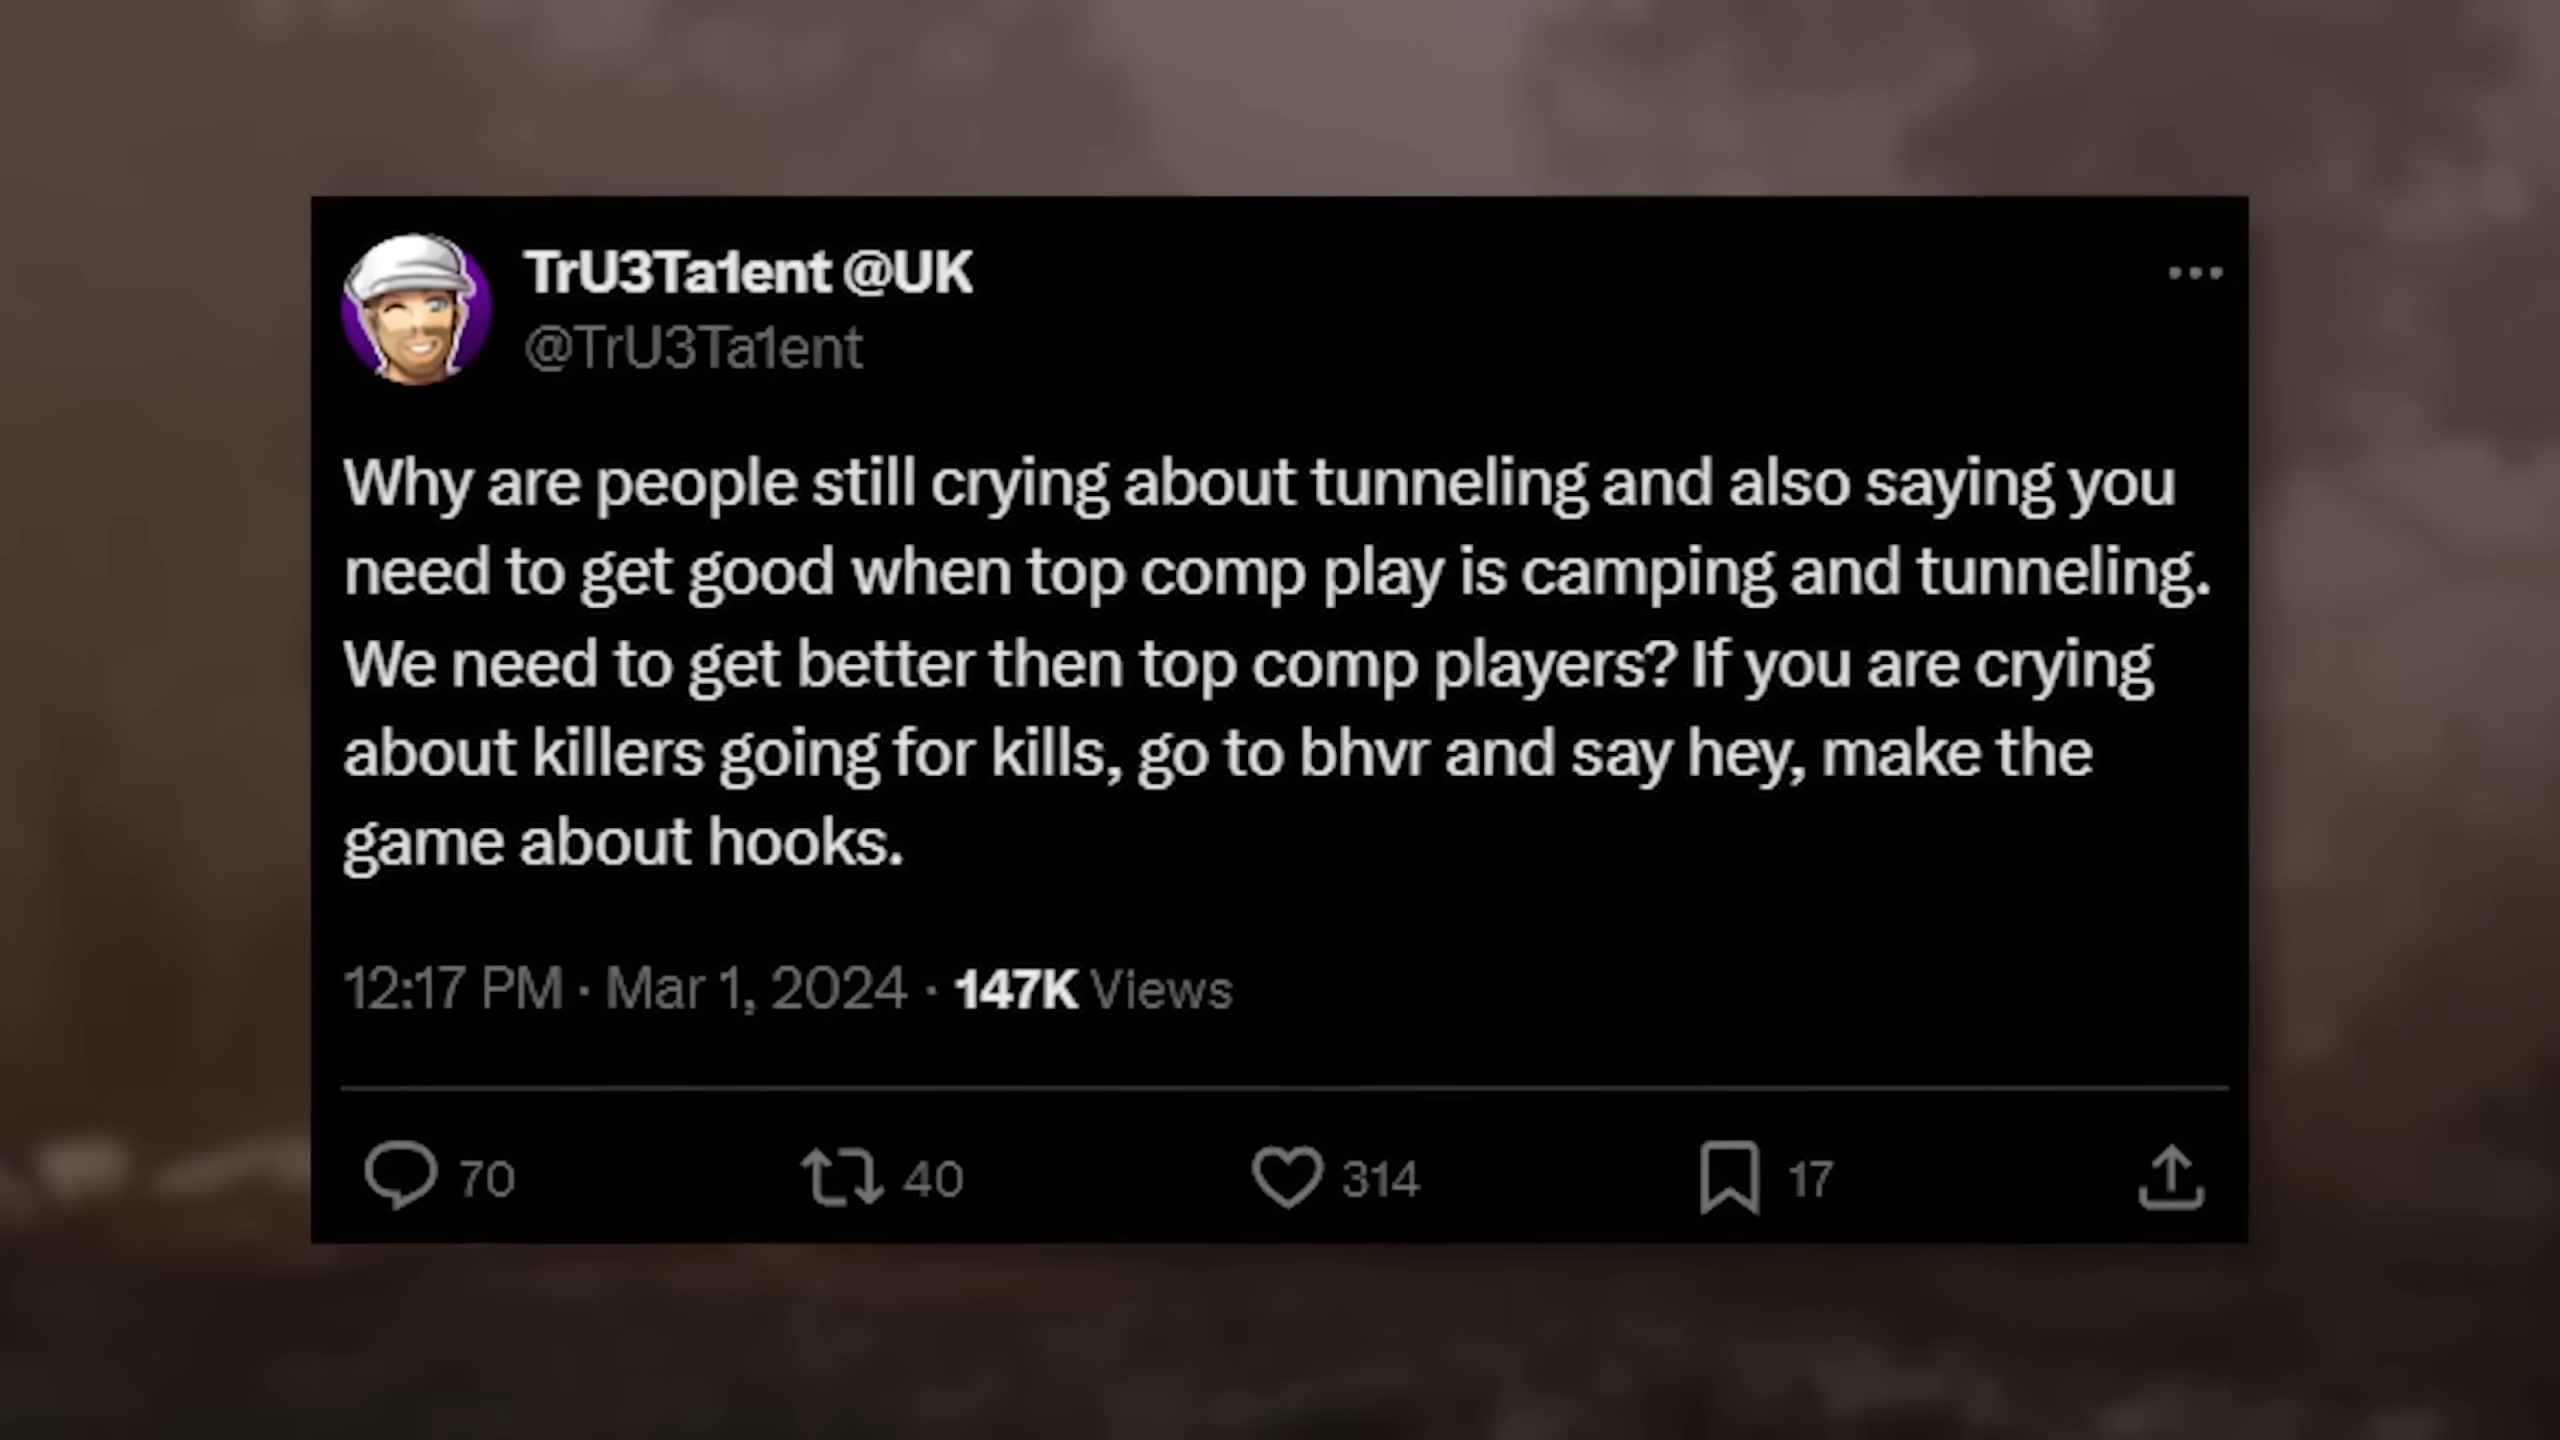 TrU3Ta1ent @UK
@TrU3Ta1ent
Why are people still crying about tunneling and also saying you
need to get good when top comp play is camping and tunneling.
We need to get better then top comp players? If you are crying
about killers going for kills, go to bhvr and say hey, make the
game about hooks.
12:17 PM · Mar 1, 2024 · 147K Views
70 40 314 17